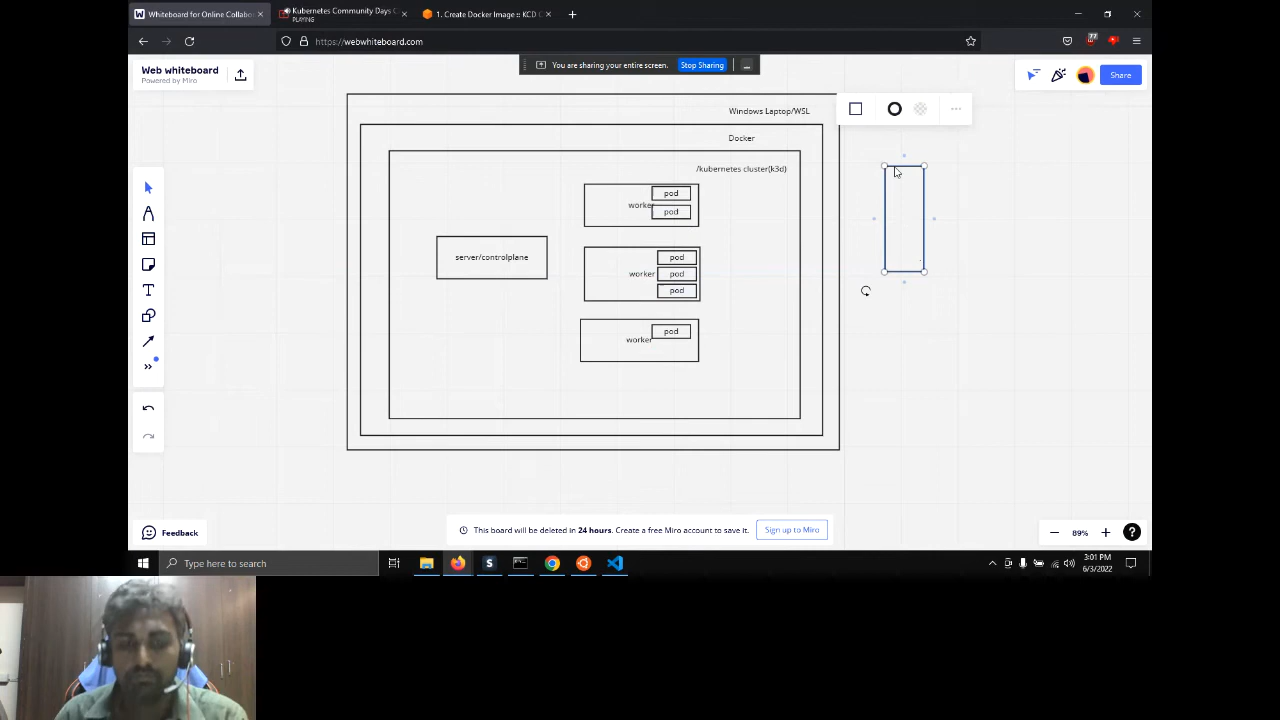 Whiteboard for Online Collabo
Kubernetes Community Days C
PLAYING
1. Create Docker Image :: KCD C
https://webwhiteboard.com
77
You are sharing your entire screen.
Stop Sharing
Web whiteboard
Powered by Miro
Share
Windows Laptop/WSL
Docker
/kubernetes cluster(k3d)
pod
worker
pod
server/controlplane
pod
worker
pod
pod
pod
worker
Feedback
This board will be deleted in 24 hours. Create a free Miro account to save it.
Sign up to Miro
89%
Type here to search
3:01 PM
6/3/2022